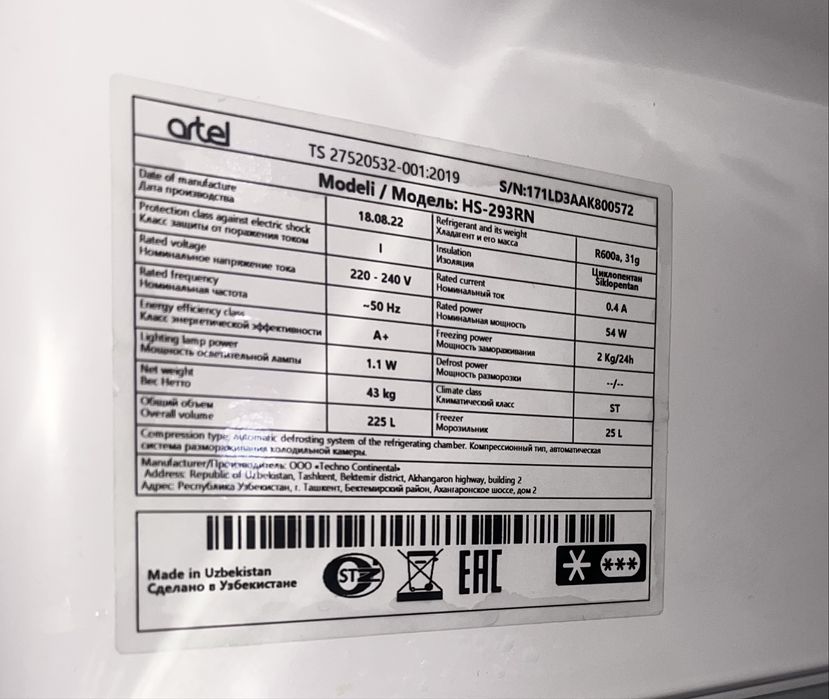 artel
TS 27520532-001:2019
S/N:171LD3AAK800572
Modeli / Модель: HS-293RN
Date of manufacture
Дата производства
18.08.22
Refrigerant and its weight
Хладагент и его масса
R600a, 31g
Protection class against electric shock
Класс защиты от поражения током
I
Insulation
Изоляция
Циклопентан
Siklopentan
Rated voltage
Номинальное напряжение тока
220 - 240 V
Rated current
Номинальный ток
0.4 A
Rated frequency
Номинальная частота
~50 Hz
Rated power
Номинальная мощность
54 W
Energy efficiency class
Класс энергетической эффективности
A+
Freezing power
Мощность замораживания
2 Kg/24h
Lighting lamp power
Мощность осветительной лампы
1.1 W
Defrost power
Мощность разморозки
--/--
Net weight
Вес Нетто
43 kg
Climate class
Климатический класс
ST
Общий объем
Overall volume
225 L
Freezer
Морозильник
25 L
Compression type, automatic defrosting system of the refrigerating chamber. Компрессионный тип, автоматическая
система размораживания холодильной камеры.
Manufacturer/Производитель: ООО «Techno Continental»
Address: Republic of Uzbekistan, Tashkent, Bektemir district, Akhangaron highway, building 2
Адрес: Республика Узбекистан, г. Ташкент, Бектемирский район, Ахангаронское шоссе, дом 2
Made in Uzbekistan
Сделано в Узбекистане
STZ
EAC